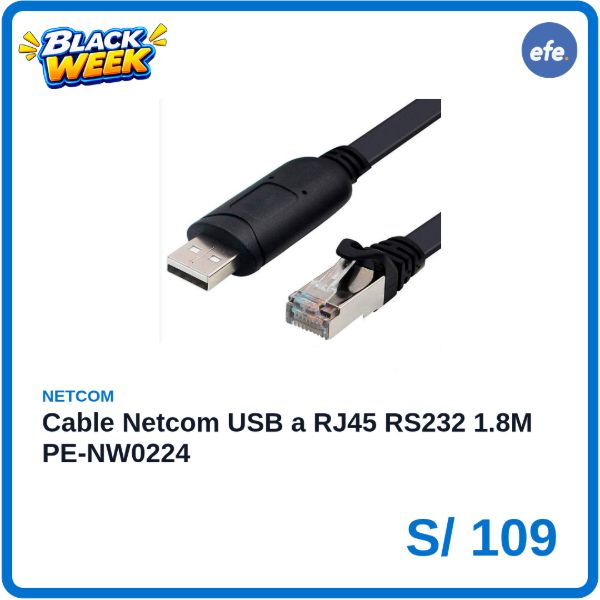 BLACK
WEEK
efe.
NETCOM
Cable Netcom USB a RJ45 RS232 1.8M
PE-NW0224
S/ 109